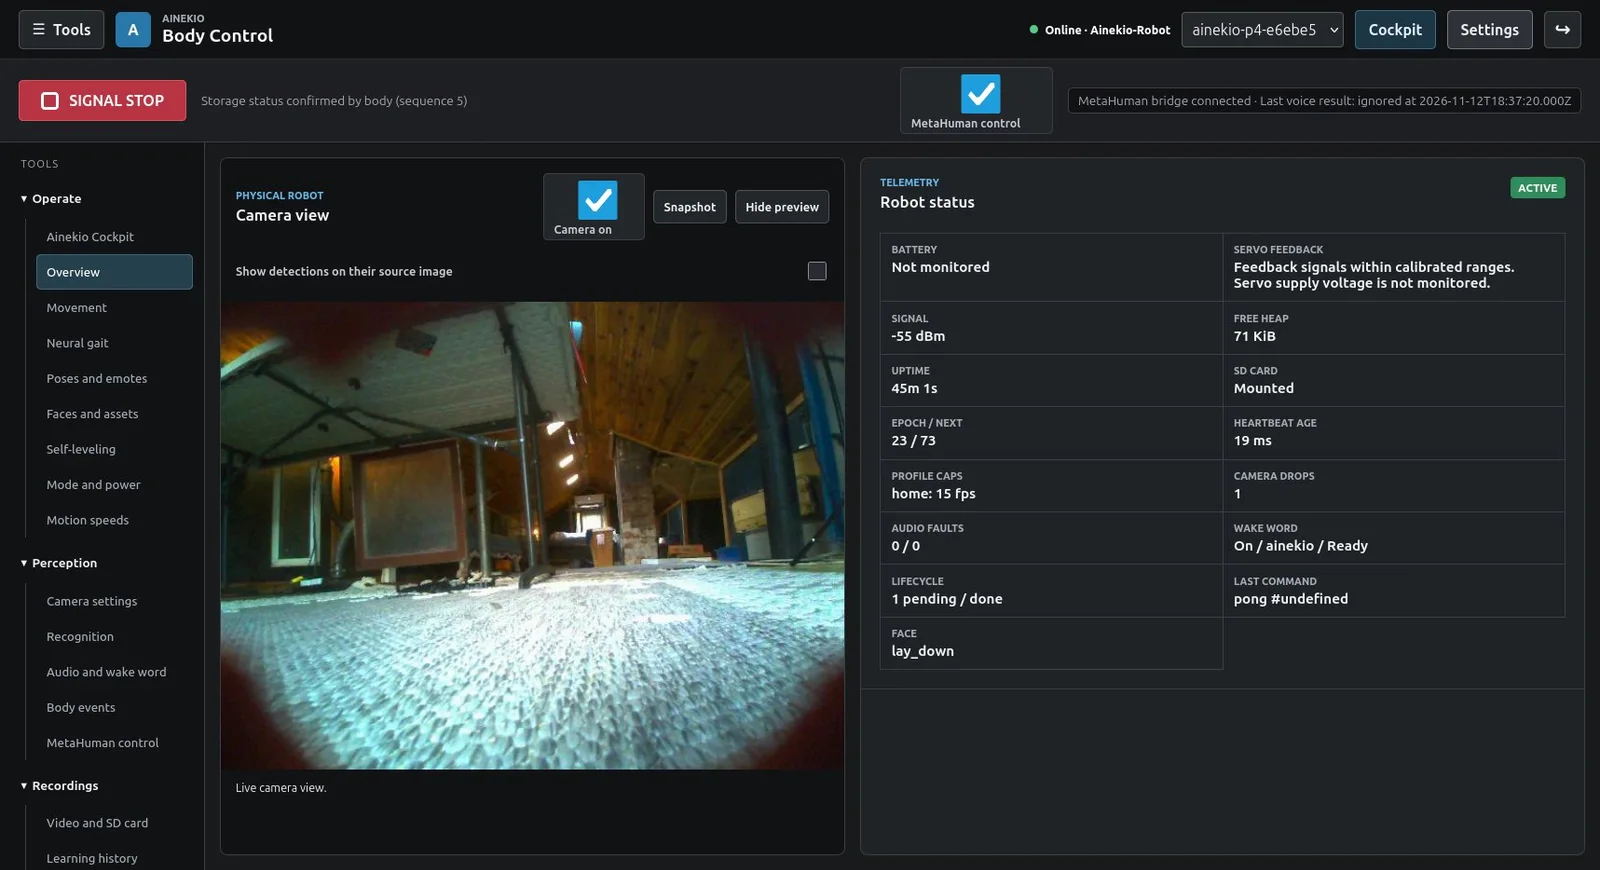 ☰ Tools
A
AINEKIO
Body Control
Online · Ainekio-Robot
ainekio-p4-e6ebe5
Cockpit
Settings
SIGNAL STOP
Storage status confirmed by body (sequence 5)
MetaHuman control
MetaHuman bridge connected · Last voice result: ignored at 2026-11-12T18:37:20.000Z
TOOLS
▾ Operate
Ainekio Cockpit
Overview
Movement
Neural gait
Poses and emotes
Faces and assets
Self-leveling
Mode and power
Motion speeds
▾ Perception
Camera settings
Recognition
Audio and wake word
Body events
MetaHuman control
▾ Recordings
Video and SD card
Learning history
PHYSICAL ROBOT
Camera view
Camera on
Snapshot
Hide preview
Show detections on their source image
Live camera view.
TELEMETRY
Robot status
ACTIVE
BATTERY
Not monitored
SERVO FEEDBACK
Feedback signals within calibrated ranges.
Servo supply voltage is not monitored.
SIGNAL
-55 dBm
FREE HEAP
71 KiB
UPTIME
45m 1s
SD CARD
Mounted
EPOCH / NEXT
23 / 73
HEARTBEAT AGE
19 ms
PROFILE CAPS
home: 15 fps
CAMERA DROPS
1
AUDIO FAULTS
0 / 0
WAKE WORD
On / ainekio / Ready
LIFECYCLE
1 pending / done
LAST COMMAND
pong #undefined
FACE
lay_down